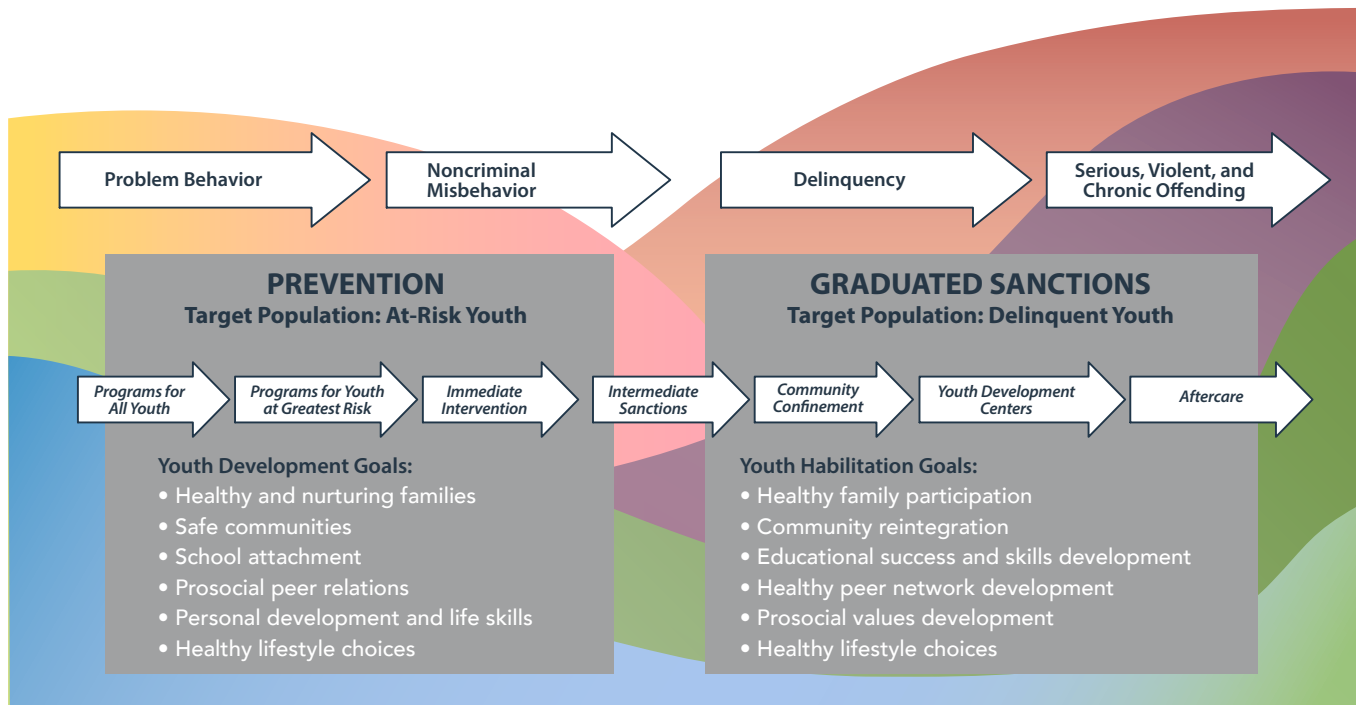 Problem Behavior
Noncriminal
Misbehavior
Delinquency
Serious, Violent, and
Chronic Offending
PREVENTION
Target Population: At-Risk Youth
GRADUATED SANCTIONS
Target Population: Delinquent Youth
Programs for
All Youth
Programs for Youth
at Greatest Risk
Immediate
Intervention
Intermediate
Sanctions
Community
Confinement
Youth Development
Centers
Aftercare
Youth Development Goals:
• Healthy and nurturing families
• Safe communities
• School attachment
• Prosocial peer relations
• Personal development and life skills
• Healthy lifestyle choices
Youth Habilitation Goals:
• Healthy family participation
• Community reintegration
• Educational success and skills development
• Healthy peer network development
• Prosocial values development
• Healthy lifestyle choices